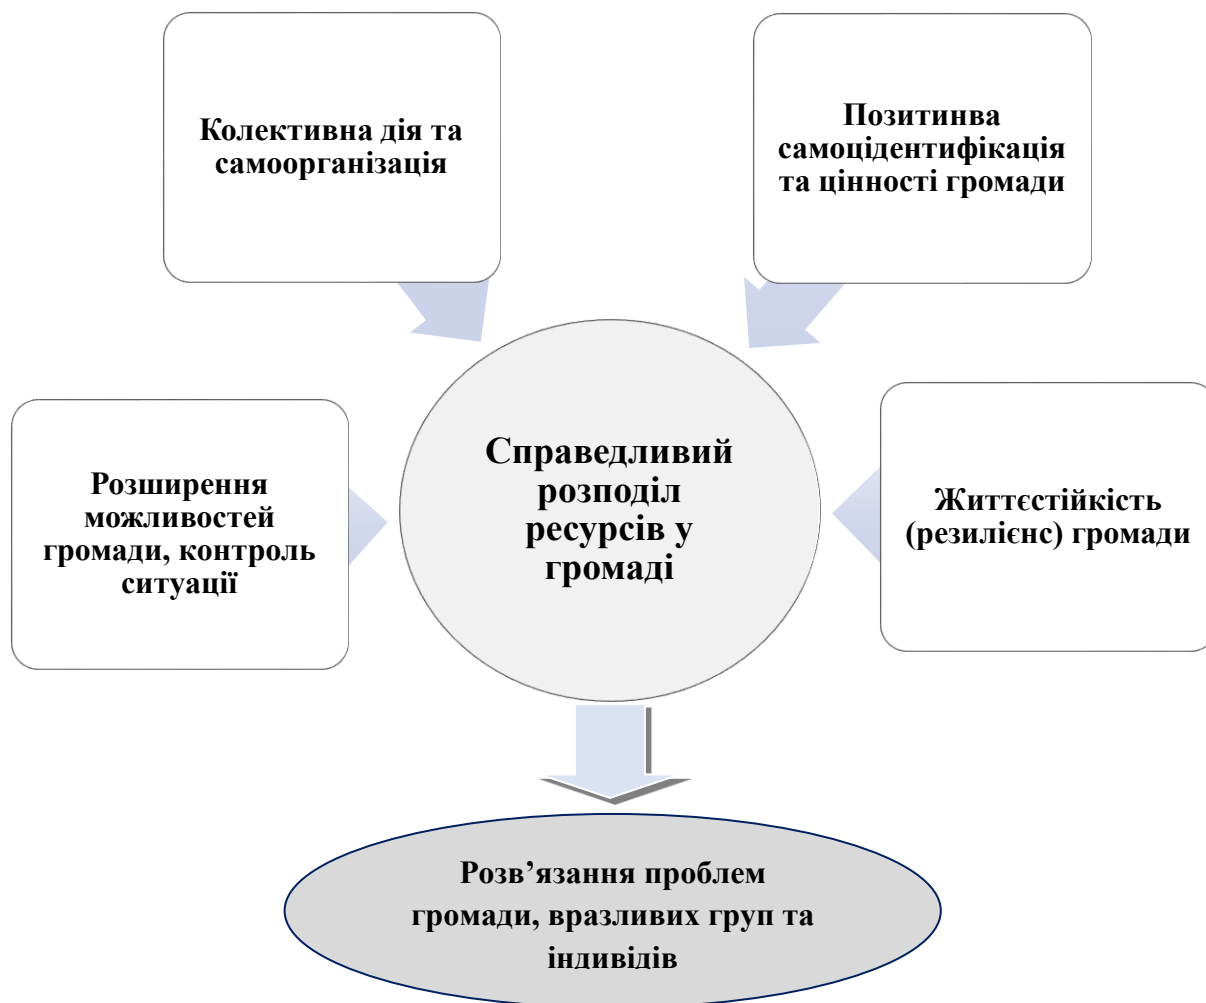 Колективна дія та
самоорганізація
Позитинва
самоцідентифікація
та цінності громади
Розширення
можливостей
громади, контроль
ситуації
Справедливий
розподіл
ресурсів у
громаді
Життєстійкість
(резилієнс) громади
Розв’язання проблем
громади, вразливих груп та
індивідів